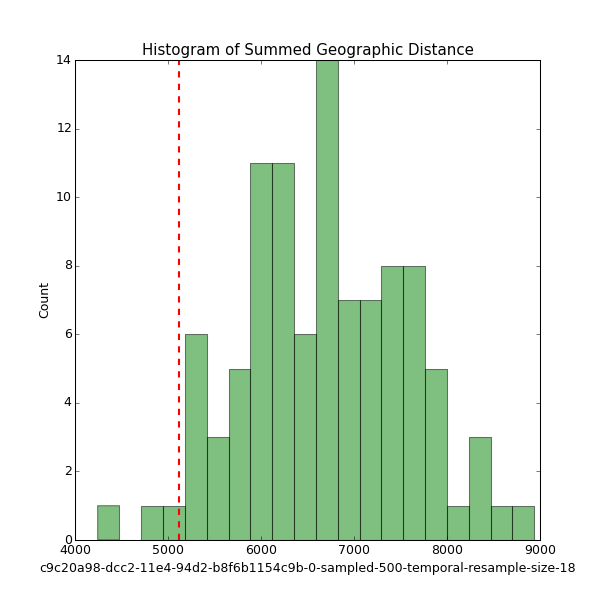 Histogram of Summed Geographic Distance
14
12
10
8
6
4
2
0
Count
4000 5000 6000 7000 8000 9000
c9c20a98-dcc2-11e4-94d2-b8f6b1154c9b-0-sampled-500-temporal-resample-size-18